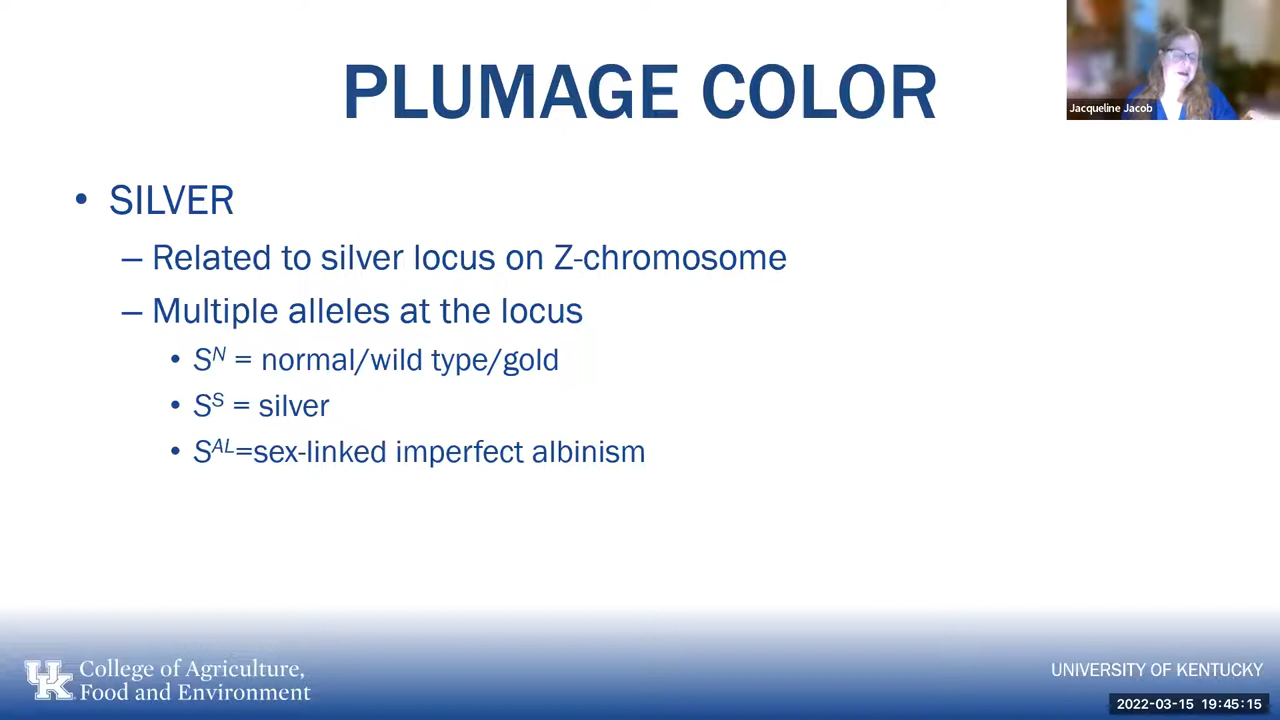 PLUMAGE COLOR
Jacqueline Jacob
• SILVER
– Related to silver locus on Z-chromosome
– Multiple alleles at the locus
• Sᴺ = normal/wild type/gold
• Sˢ = silver
• Sᴬᴸ=sex-linked imperfect albinism
UK
College of Agriculture,
Food and Environment
UNIVERSITY OF KENTUCKY
2022-03-15 19:45:15